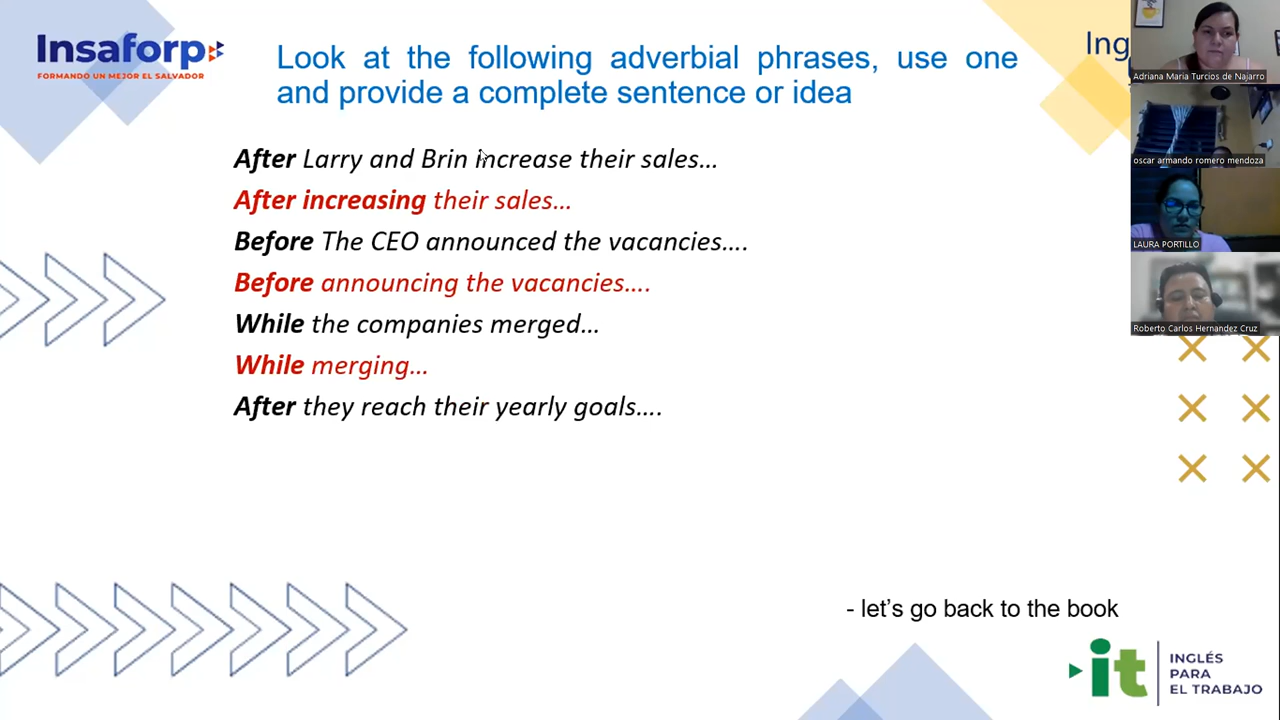 Insaforp
FORMANDO UN MEJOR EL SALVADOR
Look at the following adverbial phrases, use one
and provide a complete sentence or idea
Ing
Adriana María Turcios de Najarro
oscar armando romero mendoza
LAURA PORTILLO
Roberto Carlos Hernandez Cruz
After Larry and Brin increase their sales...
After increasing their sales...
Before The CEO announced the vacancies....
Before announcing the vacancies....
While the companies merged...
While merging...
After they reach their yearly goals....
- let's go back to the book
it
INGLÉS
PARA
EL TRABAJO